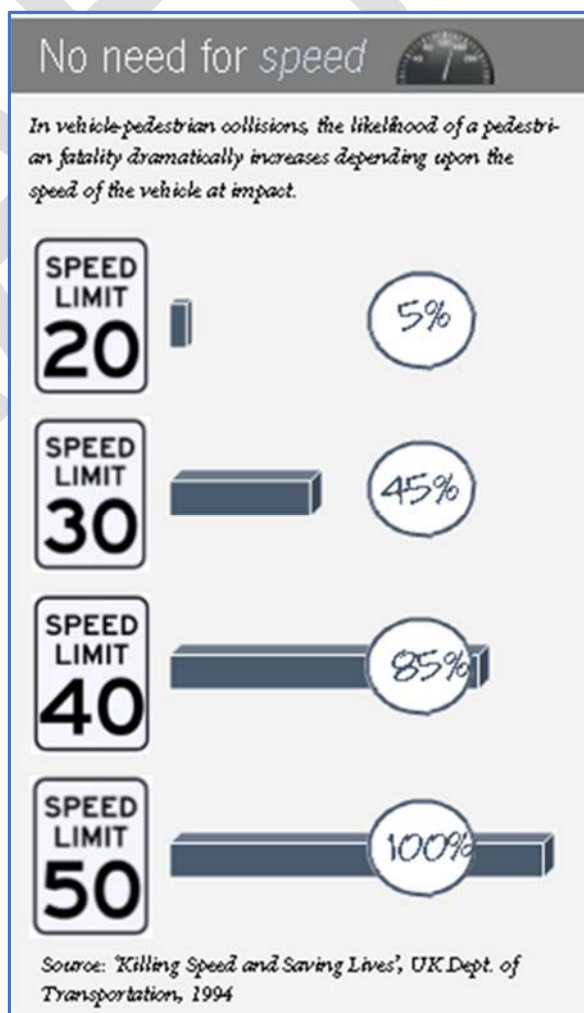 No need for speed
In vehicle-pedestrian collisions, the likelihood of a pedestri-
an fatality dramatically increases depending upon the
speed of the vehicle at impact.
SPEED
LIMIT
20
5%
SPEED
LIMIT
30
45%
SPEED
LIMIT
40
85%
SPEED
LIMIT
50
100%
Source: 'Killing Speed and Saving Lives', UK Dept. of
Transportation, 1994